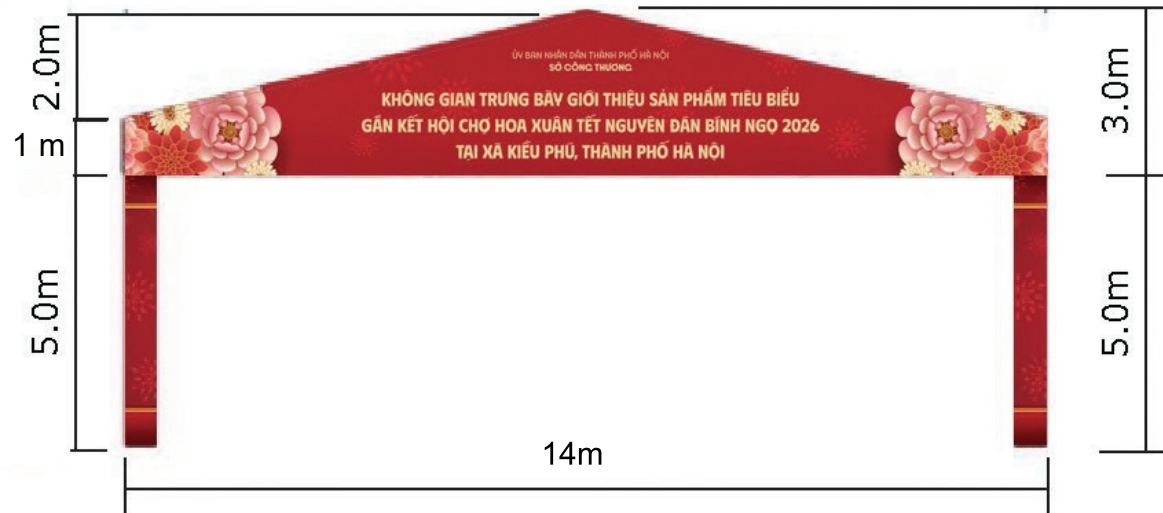 2.0m
1 m
5.0m
ỦY BAN NHÂN DÂN THÀNH PHỐ HÀ NỘI
SỞ CÔNG THƯƠNG
KHÔNG GIAN TRƯNG BÀY GIỚI THIỆU SẢN PHẨM TIÊU BIỂU
GẮN KẾT HỘI CHỢ HOA XUÂN TẾT NGUYÊN ĐÁN BÍNH NGỌ 2026
TẠI XÃ KIỀU PHÚ, THÀNH PHỐ HÀ NỘI
3.0m
5.0m
14m